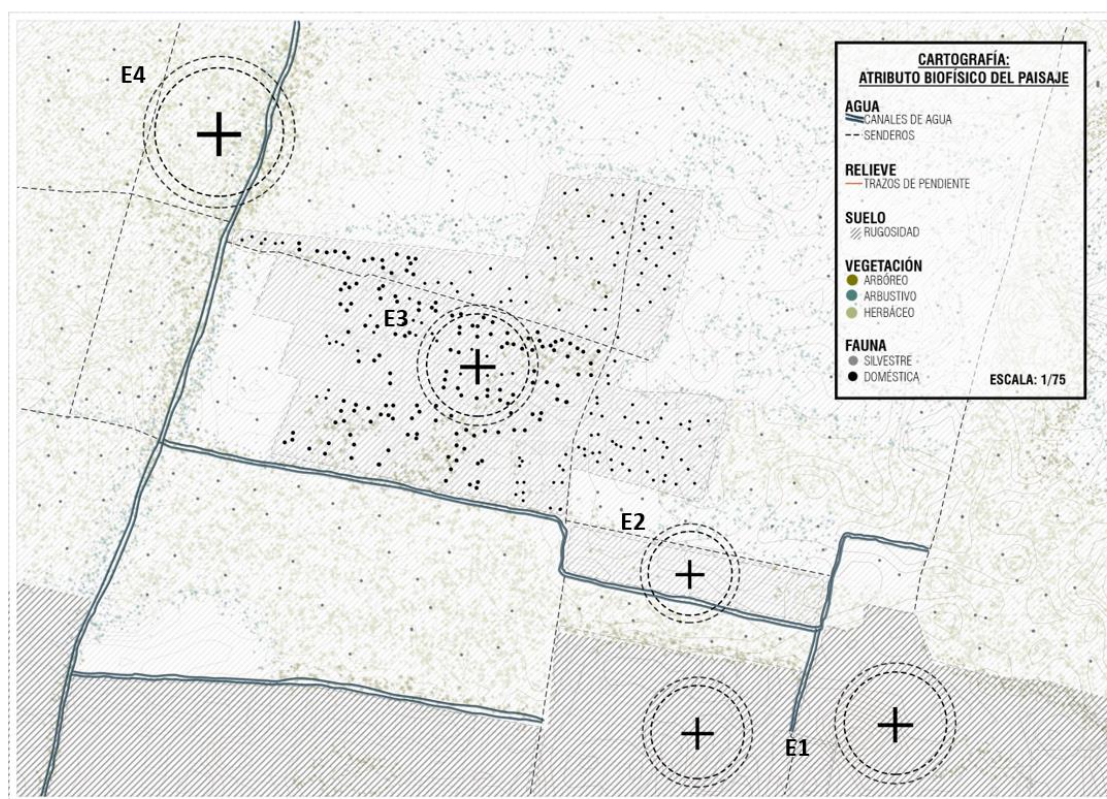 E4
E3
E2
E1
CARTOGRAFÍA:
ATRIBUTO BIOFÍSICO DEL PAISAJE
AGUA
CANALES DE AGUA
SENDEROS
RELIEVE
TRAZOS DE PENDIENTE
SUELO
RUGOSIDAD
VEGETACIÓN
ARBÓREO
ARBUSTIVO
HERBÁCEO
FAUNA
SILVESTRE
DOMÉSTICA
ESCALA: 1/75